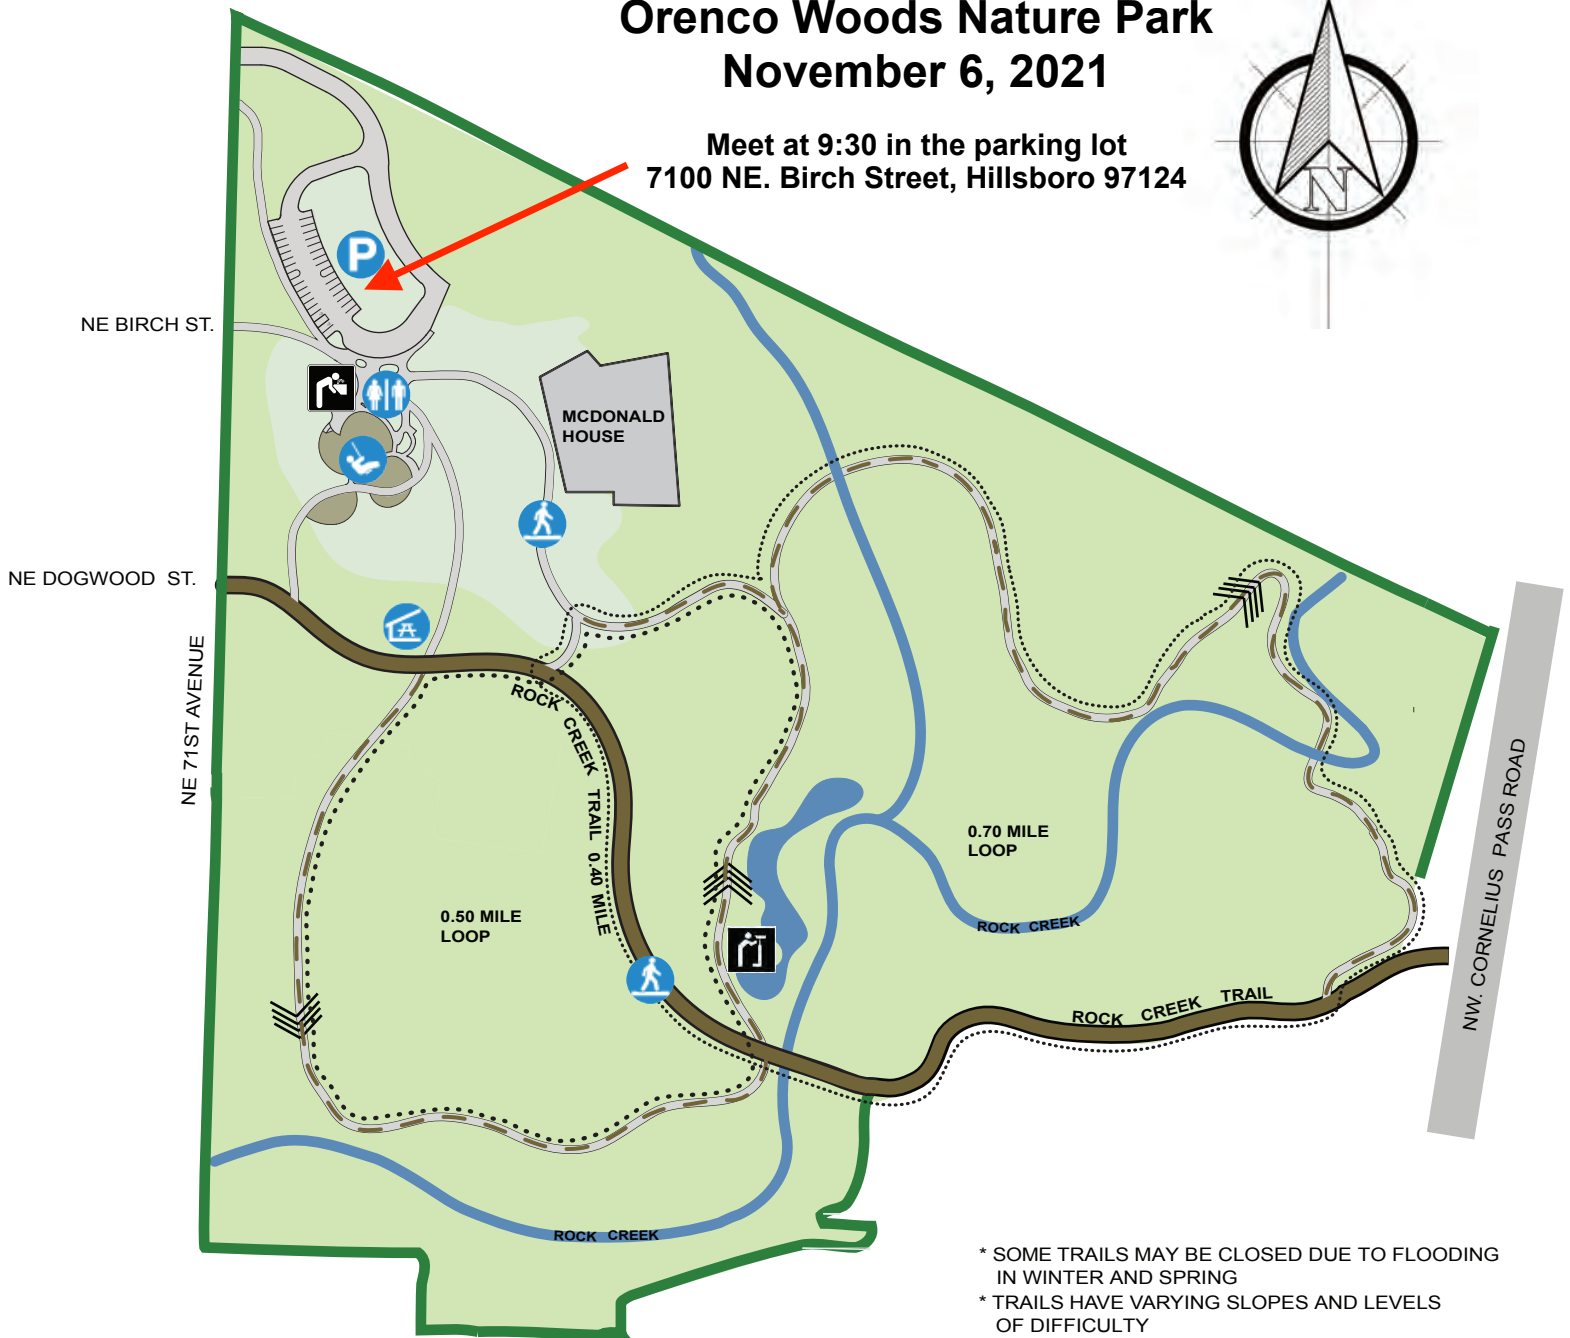 Orenco Woods Nature Park
November 6, 2021
Meet at 9:30 in the parking lot
7100 NE. Birch Street, Hillsboro 97124
N
P
NE BIRCH ST.
MCDONALD
HOUSE
NE DOGWOOD ST.
NE 71ST AVENUE
ROCK CREEK TRAIL 0.40 MILE
0.50 MILE
LOOP
0.70 MILE
LOOP
ROCK CREEK
ROCK CREEK TRAIL
NW. CORNELIUS PASS ROAD
ROCK CREEK
* SOME TRAILS MAY BE CLOSED DUE TO FLOODING
IN WINTER AND SPRING
* TRAILS HAVE VARYING SLOPES AND LEVELS
OF DIFFICULTY